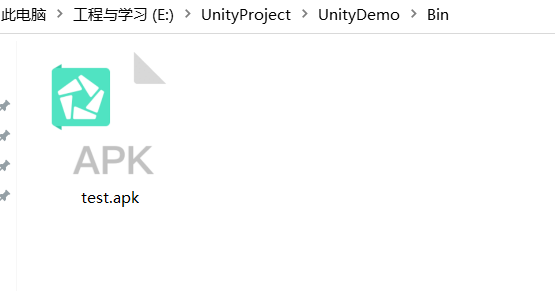 此电脑 > 工程与学习 (E:) > UnityProject > UnityDemo > Bin
APK
test.apk